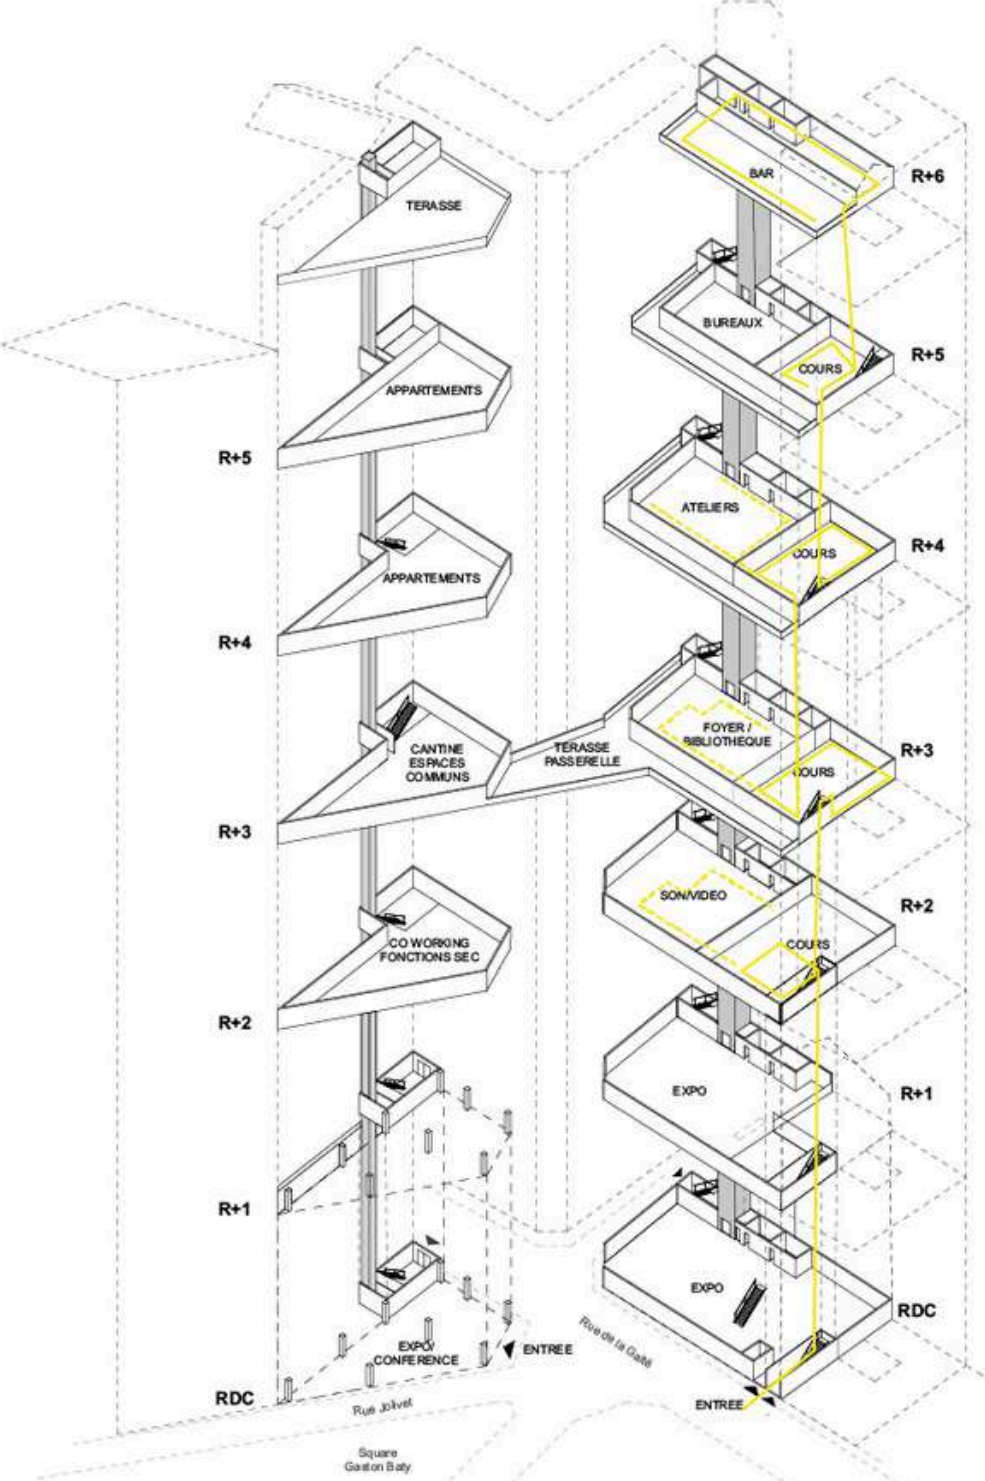 BAR
R+6
TERASSE
BUREAUX
COURS
R+5
APPARTEMENTS
R+5
ATELIERS
COURS
R+4
APPARTEMENTS
R+4
FOYER /
BIBLIOTHEQUE
COURS
R+3
TERASSE
PASSERELLE
CANTINE
ESPACES
COMMUNS
R+3
SON/VIDEO
COURS
R+2
CO WORKING
FONCTIONS SEC
R+2
EXPO
R+1
R+1
EXPO
RDC
EXPO/
CONFERENCE
ENTREE
Rue de la Gaîté
RDC
Rue Jolivet
ENTREE
Square
Gaston Baty